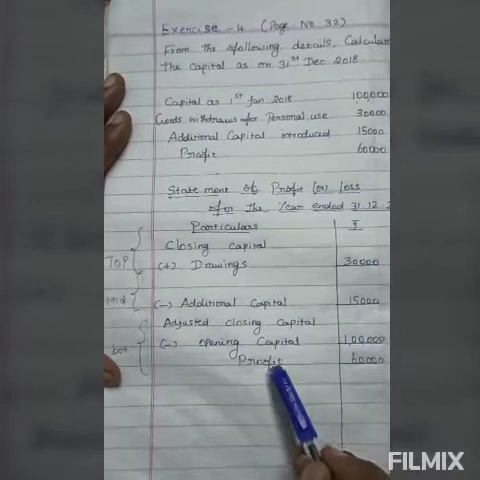 Exercise - 4 (Page No 32)
From the following details, Calculate
the Capital as on 31st Dec 2018
Capital as 1st Jan 2018 1,00,000
Goods withdraws for Personal use 30000
Additional Capital introduced 15000
Profit 60000
Statement of Profit (or) loss
for the Year ended 31.12.2
Particulars ₹
Closing capital
TOP (+) Drawings 30000
Mid (-) Additional Capital 15000
Adjusted closing Capital
bot (-) opening Capital 1,00,000
Profit 60000
FILMIX